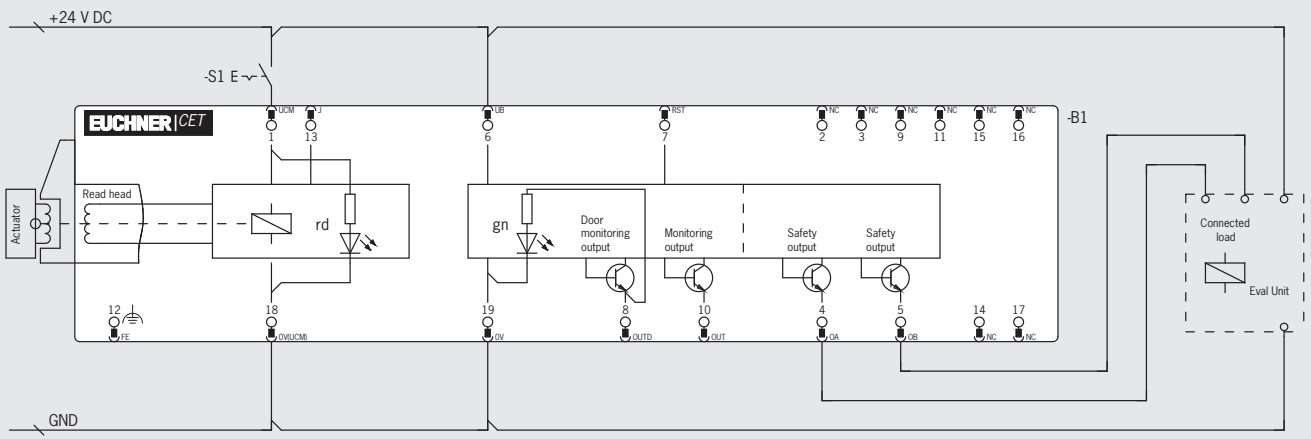 +24 V DC
-S1 E
UCM
J
UB
RST
NC
NC
NC
NC
NC
NC
-B1
EUCHNER CET
1
13
6
7
2
3
9
11
15
16
Actuator
Read head
rd
gn
Door
monitoring
output
Monitoring
output
Safety
output
Safety
output
Connected
load
Eval Unit
12
18
19
8
10
4
5
14
17
FE
0V(UCM)
0V
OUTD
OUT
OA
OB
NC
NC
GND